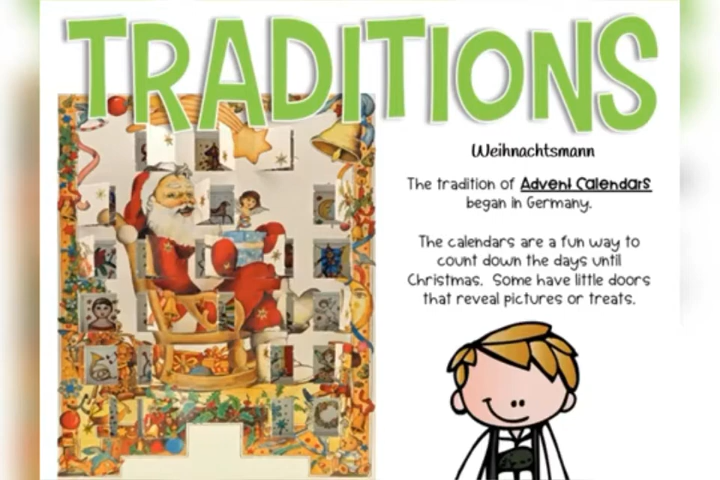 TRADITIONS
Weihnachtsmann
The tradition of Advent Calendars
began in Germany.
The calendars are a fun way to
count down the days until
Christmas. Some have little doors
that reveal pictures or treats.